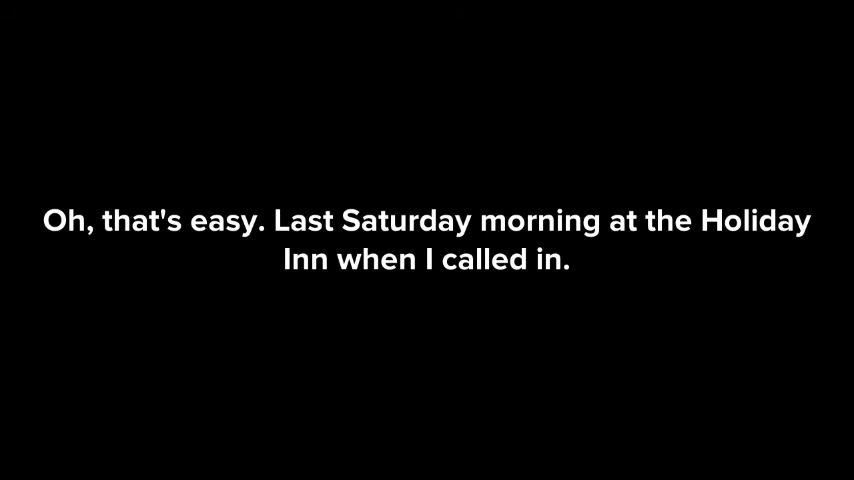 Oh, that's easy. Last Saturday morning at the Holiday
Inn when I called in.